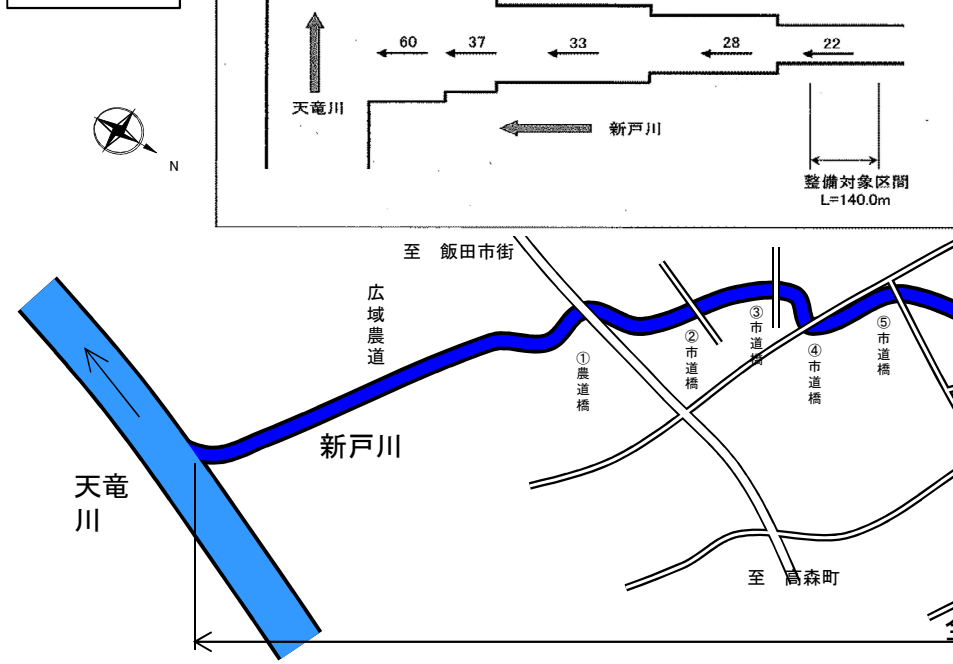 60
37
33
28
22
天竜川
新戸川
N
整備対象区間
L=140.0m
至 飯田市街
広域農道
①農道橋
②市道橋
③市道橋
④市道橋
⑤市道橋
新戸川
天竜
川
至 高森町